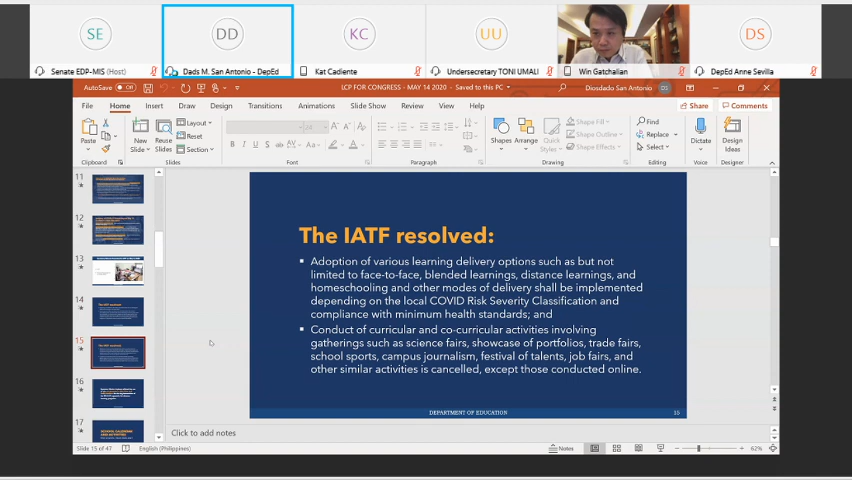 SE
DD
KC
UU
DS
Senate EDP-MIS (Host)
Dads M. San Antonio - DepEd
Kat Cadiente
Undersecretary TONI UMALI
Win Gatchalian
DepEd Anne Sevilla
AutoSave Off
LCP FOR CONGRESS - MAY 14 2020 - Saved to this PC
Diosdado San Antonio
DS
File Home Insert Draw Design Transitions Animations Slide Show Review View Help
Share Comments
Paste
New Slide
Reuse Slides
Layout
Reset
Section
24
Shapes
Arrange
Quick Styles
Shape Fill
Shape Outline
Shape Effects
Find
Replace
Select
Dictate
Design Ideas
Clipboard Slides Font Paragraph Drawing Editing Voice Designer
11
12
13
14
15
16
17
The IATF resolved:
Adoption of various learning delivery options such as but not
limited to face-to-face, blended learnings, distance learnings, and
homeschooling and other modes of delivery shall be implemented
depending on the local COVID Risk Severity Classification and
compliance with minimum health standards; and
Conduct of curricular and co-curricular activities involving
gatherings such as science fairs, showcase of portfolios, trade fairs,
school sports, campus journalism, festival of talents, job fairs, and
other similar activities is cancelled, except those conducted online.
DEPARTMENT OF EDUCATION
15
Click to add notes
Slide 15 of 47
English (Philippines)
Notes
62%